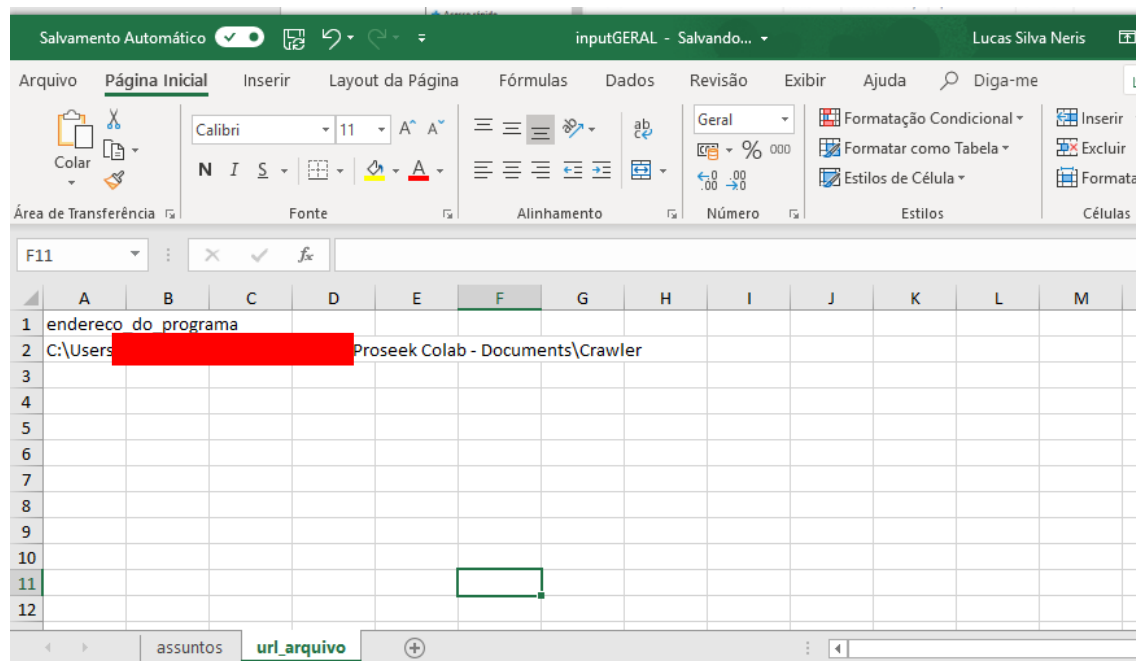 Salvamento Automático inputGERAL - Salvando... Lucas Silva Neris
Arquivo Página Inicial Inserir Layout da Página Fórmulas Dados Revisão Exibir Ajuda Diga-me
Colar
Calibri 11 A A
N I S A
ab
Geral
% 000
Formatação Condicional
Formatar como Tabela
Estilos de Célula
Inserir
Excluir
Formata
Área de Transferência Fonte Alinhamento Número Estilos Células
F11 fx
A B C D E F G H I J K L M
1 endereco_do_programa
2 C:\Users Proseek Colab - Documents\Crawler
3
4
5
6
7
8
9
10
11
12
assuntos url_arquivo